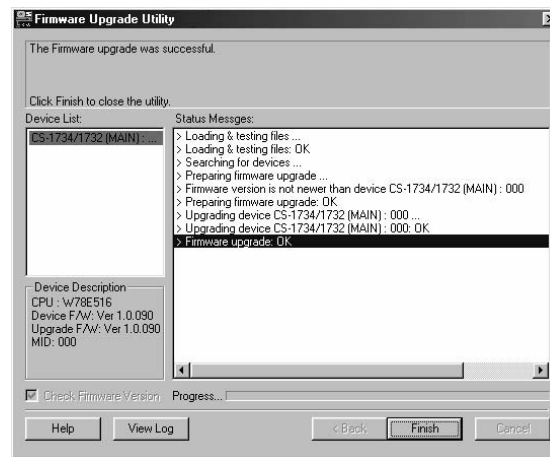 Firmware Upgrade Utility
The Firmware upgrade was successful.
Click Finish to close the utility.
Device List:
CS-1734/1732 (MAIN) : ...
Status Messges:
> Loading & testing files ...
> Loading & testing files: OK
> Searching for devices ...
> Preparing firmware upgrade ...
> Firmware version is not newer than device CS-1734/1732 (MAIN) : 000
> Preparing firmware upgrade: OK
> Upgrading device CS-1734/1732 (MAIN) : 000 ...
> Upgrading device CS-1734/1732 (MAIN) : 000: OK
> Firmware upgrade: OK
Device Description
CPU : W78E516
Device F/W: Ver 1.0.090
Upgrade F/W: Ver 1.0.090
MID: 000
Check Firmware Version
Progress...
Help
View Log
< Back
Finish
Cancel